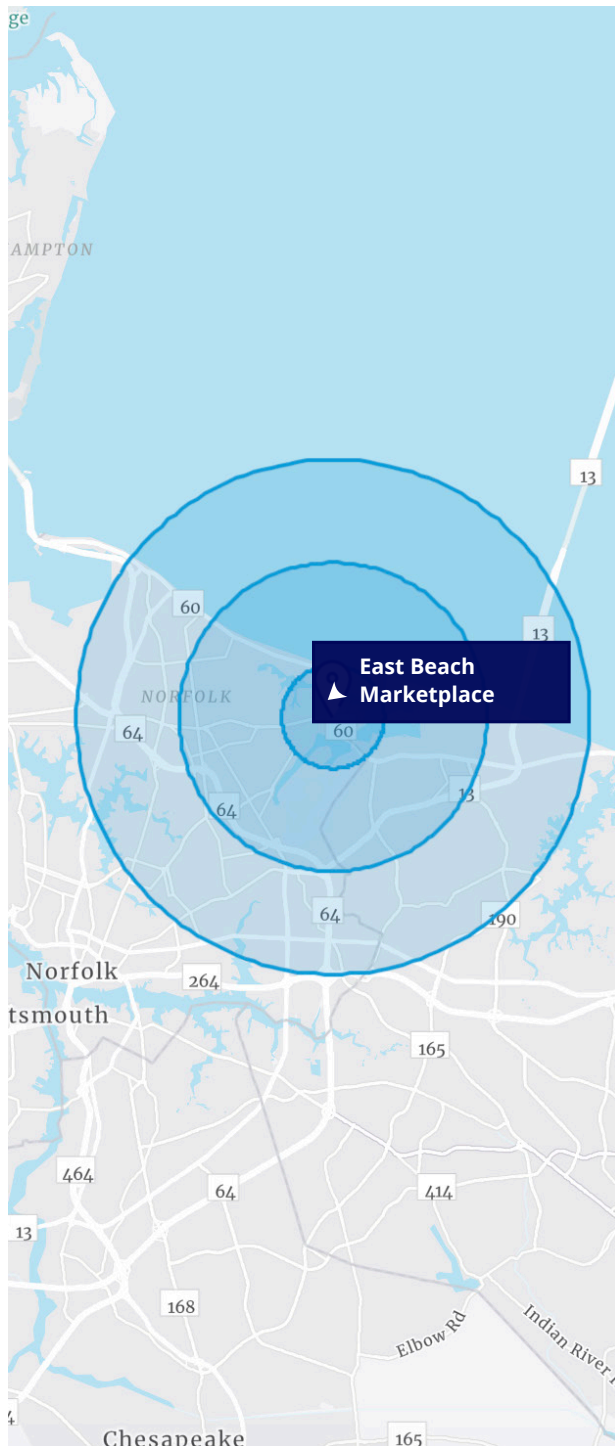 ge
AMPTON
13
60
13
East Beach
Marketplace
NORFOLK
64
60
13
64
64
190
Norfolk
264
tsmouth
165
464
64
414
13
168
Elbow Rd
Indian River R
4
Chesapeake
165